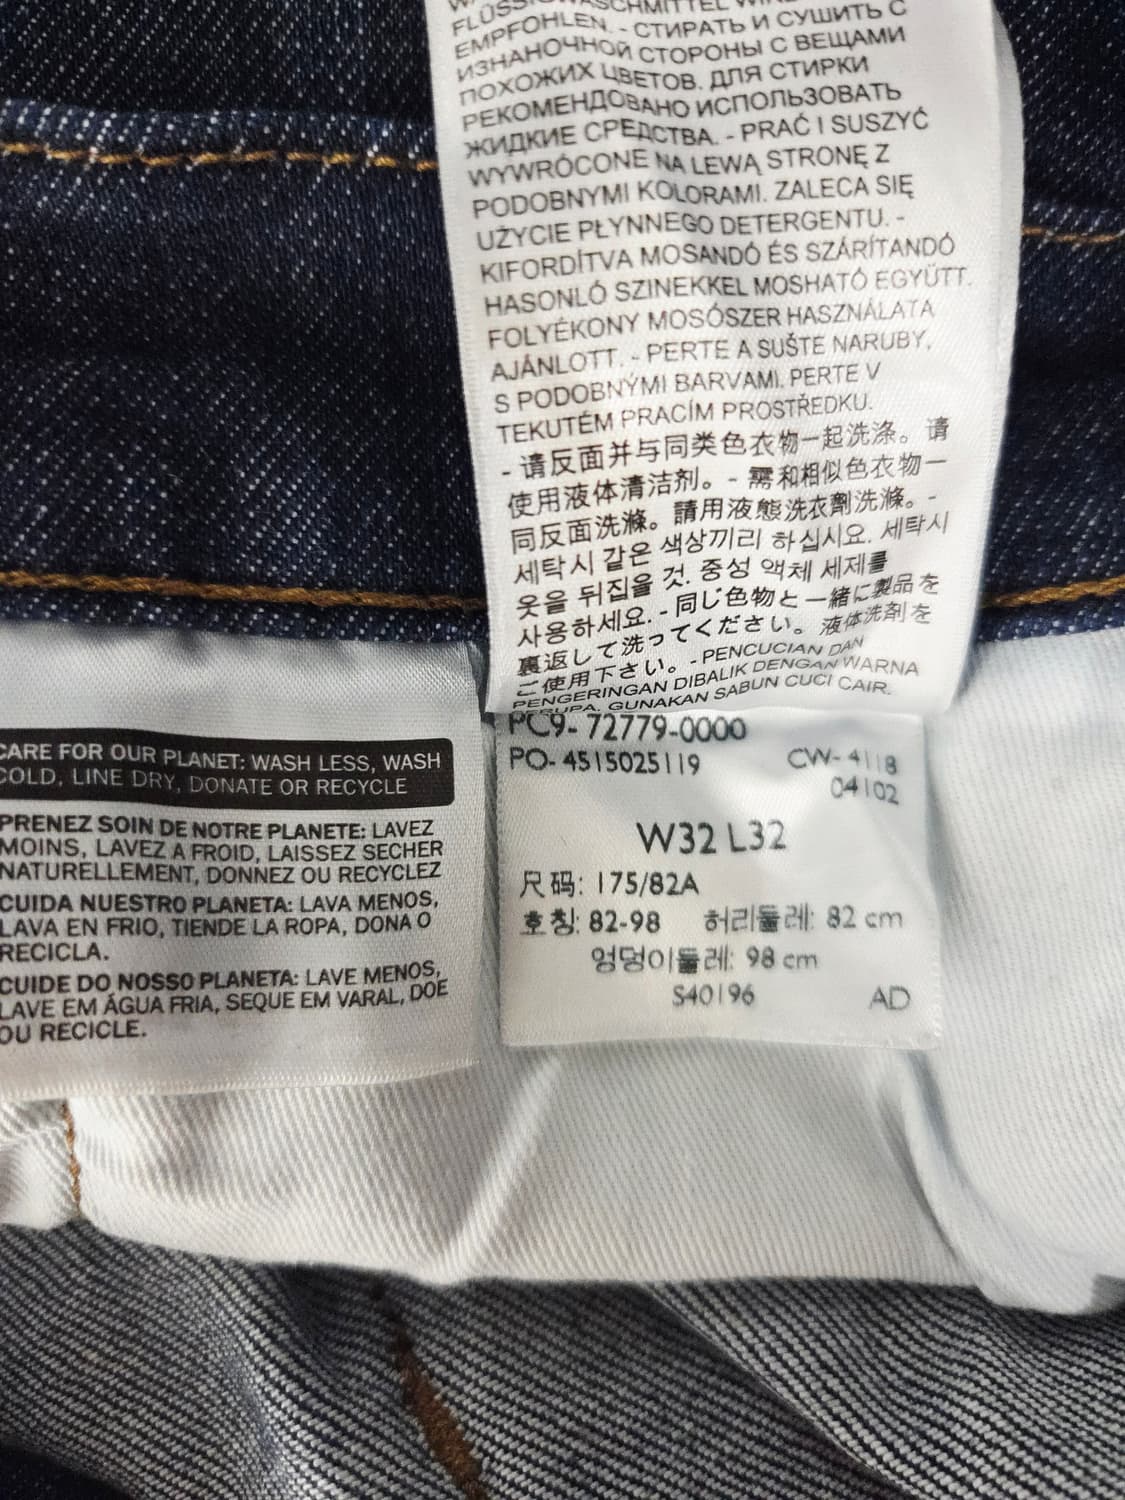 FLÜSSIGWASCHMITTEL
EMPFOHLEN. - СТИРАТЬ И СУШИТЬ С
ИЗНАНОЧНОЙ СТОРОНЫ С ВЕЩАМИ
ПОХОЖИХ ЦВЕТОВ. ДЛЯ СТИРКИ
РЕКОМЕНДОВАНО ИСПОЛЬЗОВАТЬ
ЖИДКИЕ СРЕДСТВА. - PRAĆ I SUSZYĆ
WYWRÓCONE NA LEWĄ STRONĘ Z
PODOBNYMI KOLORAMI. ZALECA SIĘ
UŻYCIE PŁYNNEGO DETERGENTU. -
KIFORDÍTVA MOSANDÓ ÉS SZÁRÍTANDÓ
HASONLÓ SZINEKKEL MOSHATÓ EGYÜTT.
FOLYÉKONY MOSÓSZER HASZNÁLATA
AJÁNLOTT. - PERTE A SUŠTE NARUBY,
S PODOBNÝMI BARVAMI. PERTE V
TEKUTÉM PRACÍM PROSTŘEDKU.
- 请反面并与同类色衣物一起洗涤。请
使用液体清洁剂。- 需和相似色衣物一
同反面洗滌。請用液態洗衣劑洗滌。-
세탁시 같은 색상끼리 하십시요. 세탁시
옷을 뒤집을 것. 중성 액체 세제를
사용하세요. - 同じ色物と一緒に製品を
裏返して洗ってください。液体洗剤を
ご使用下さい。- PENCUCIAN DAN
PENGERINGAN DIBALIK DENGAN WARNA
SERUPA. GUNAKAN SABUN CUCI CAIR.
PC9- 72779-0000
PO- 4515025119 CW- 4118
04102
W32 L32
尺码: 175/82A
호칭: 82-98 허리둘레: 82 cm
엉덩이둘레: 98 cm
S40196 AD
CARE FOR OUR PLANET: WASH LESS, WASH
COLD, LINE DRY, DONATE OR RECYCLE
PRENEZ SOIN DE NOTRE PLANETE: LAVEZ
MOINS, LAVEZ A FROID, LAISSEZ SECHER
NATURELLEMENT, DONNEZ OU RECYCLEZ
CUIDA NUESTRO PLANETA: LAVA MENOS,
LAVA EN FRIO, TIENDE LA ROPA, DONA O
RECICLA.
CUIDE DO NOSSO PLANETA: LAVE MENOS,
LAVE EM ÁGUA FRIA, SEQUE EM VARAL, DOE
OU RECICLE.